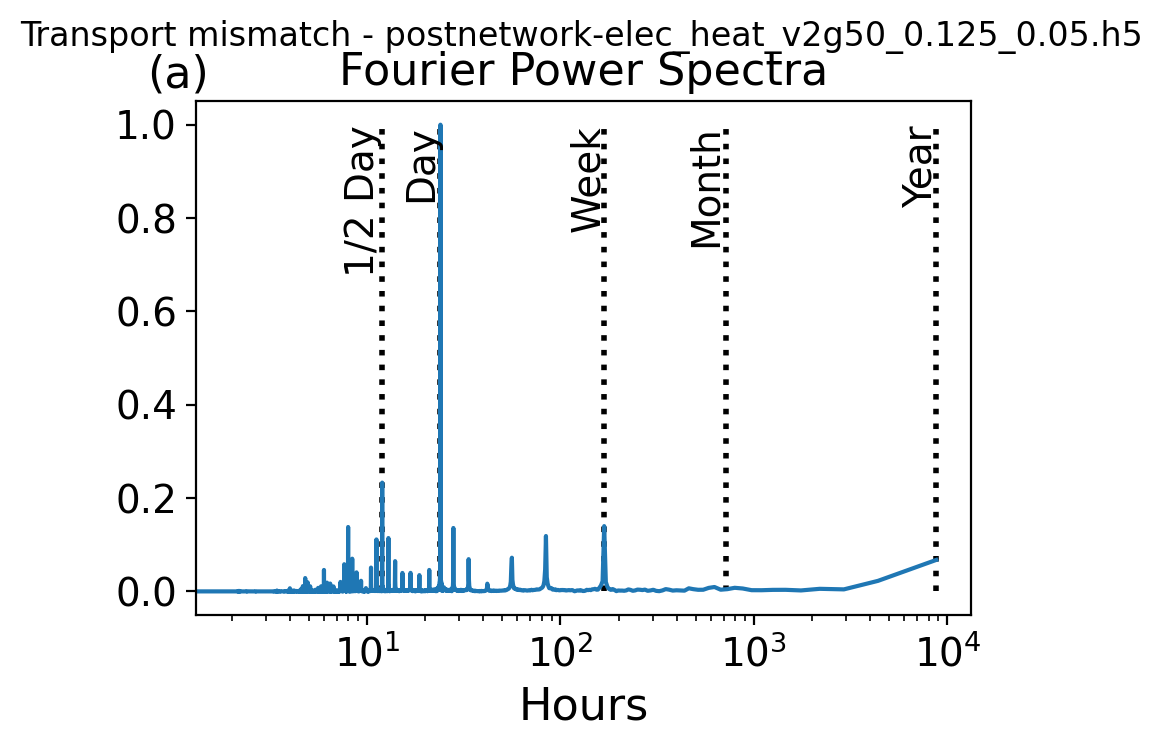 Transport mismatch - postnetwork-elec_heat_v2g50_0.125_0.05.h5
(a) Fourier Power Spectra
1.0
0.8
0.6
0.4
0.2
0.0
1/2 Day
Day
Week
Month
Year
10¹ 10² 10³ 10⁴
Hours